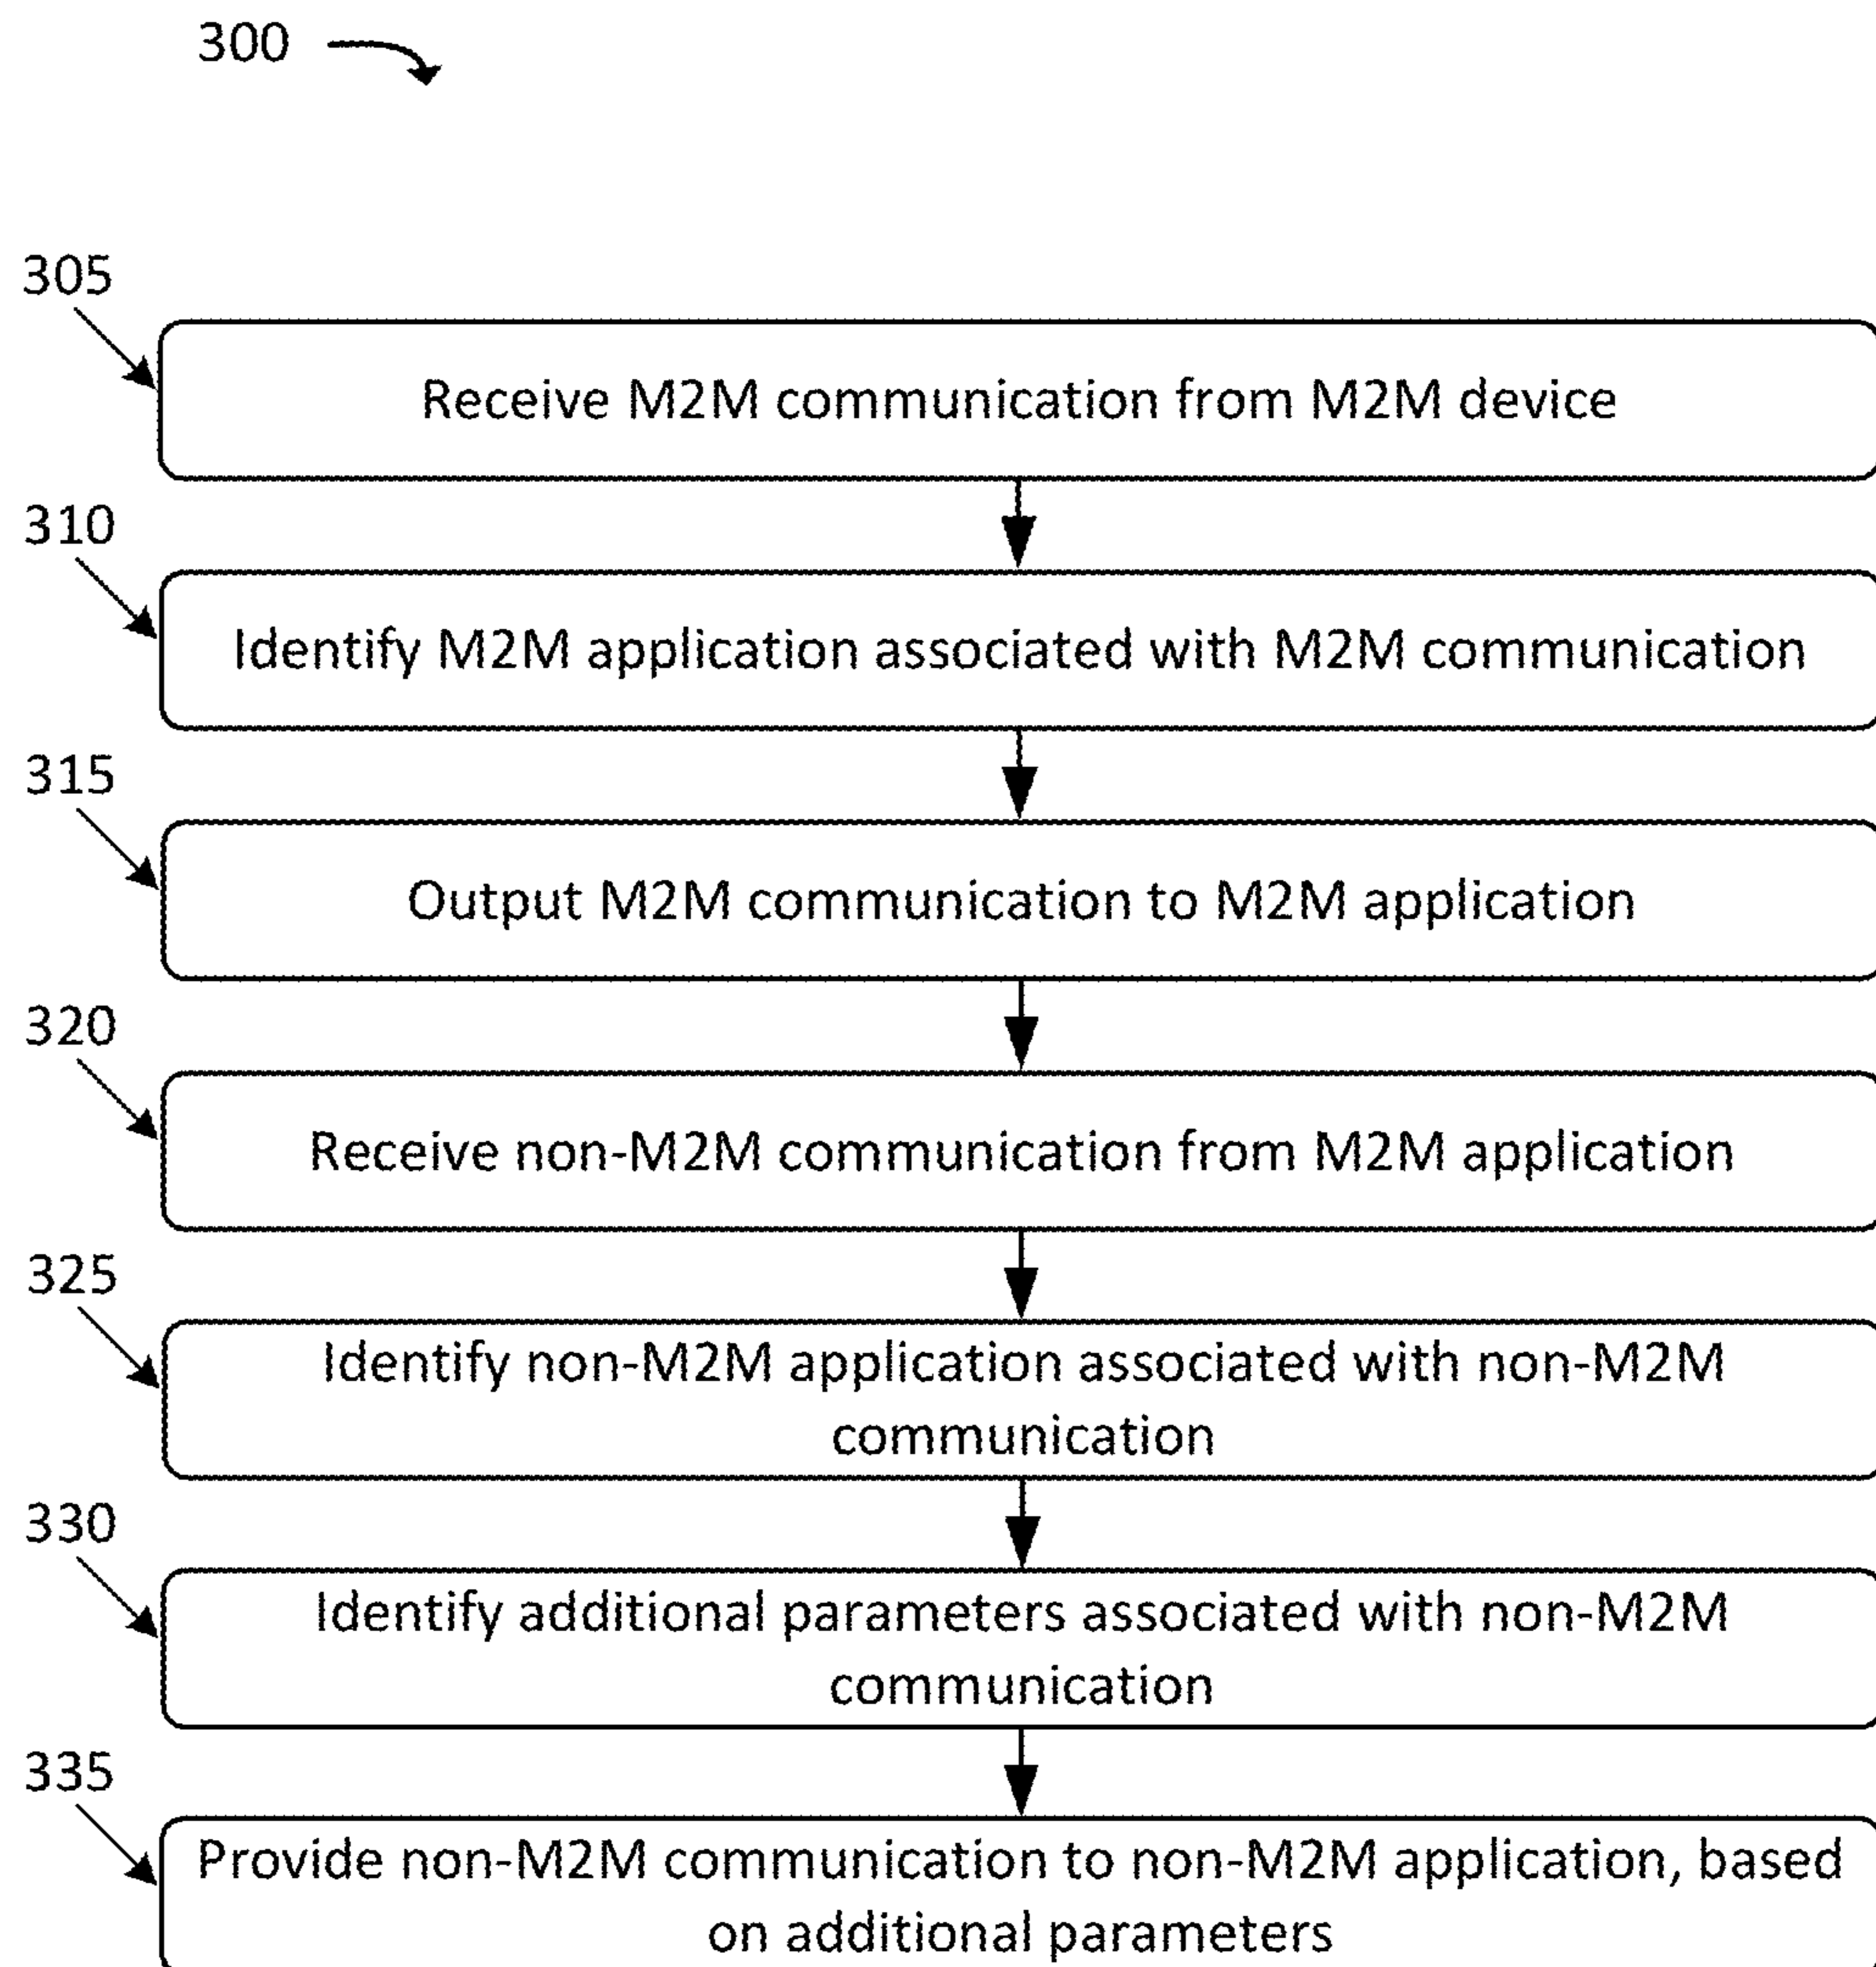 300
305
Receive M2M communication from M2M device
310
Identify M2M application associated with M2M communication
315
Output M2M communication to M2M application
320
Receive non-M2M communication from M2M application
325
Identify non-M2M application associated with non-M2M
communication
330
Identify additional parameters associated with non-M2M
communication
335
Provide non-M2M communication to non-M2M application, based
on additional parameters